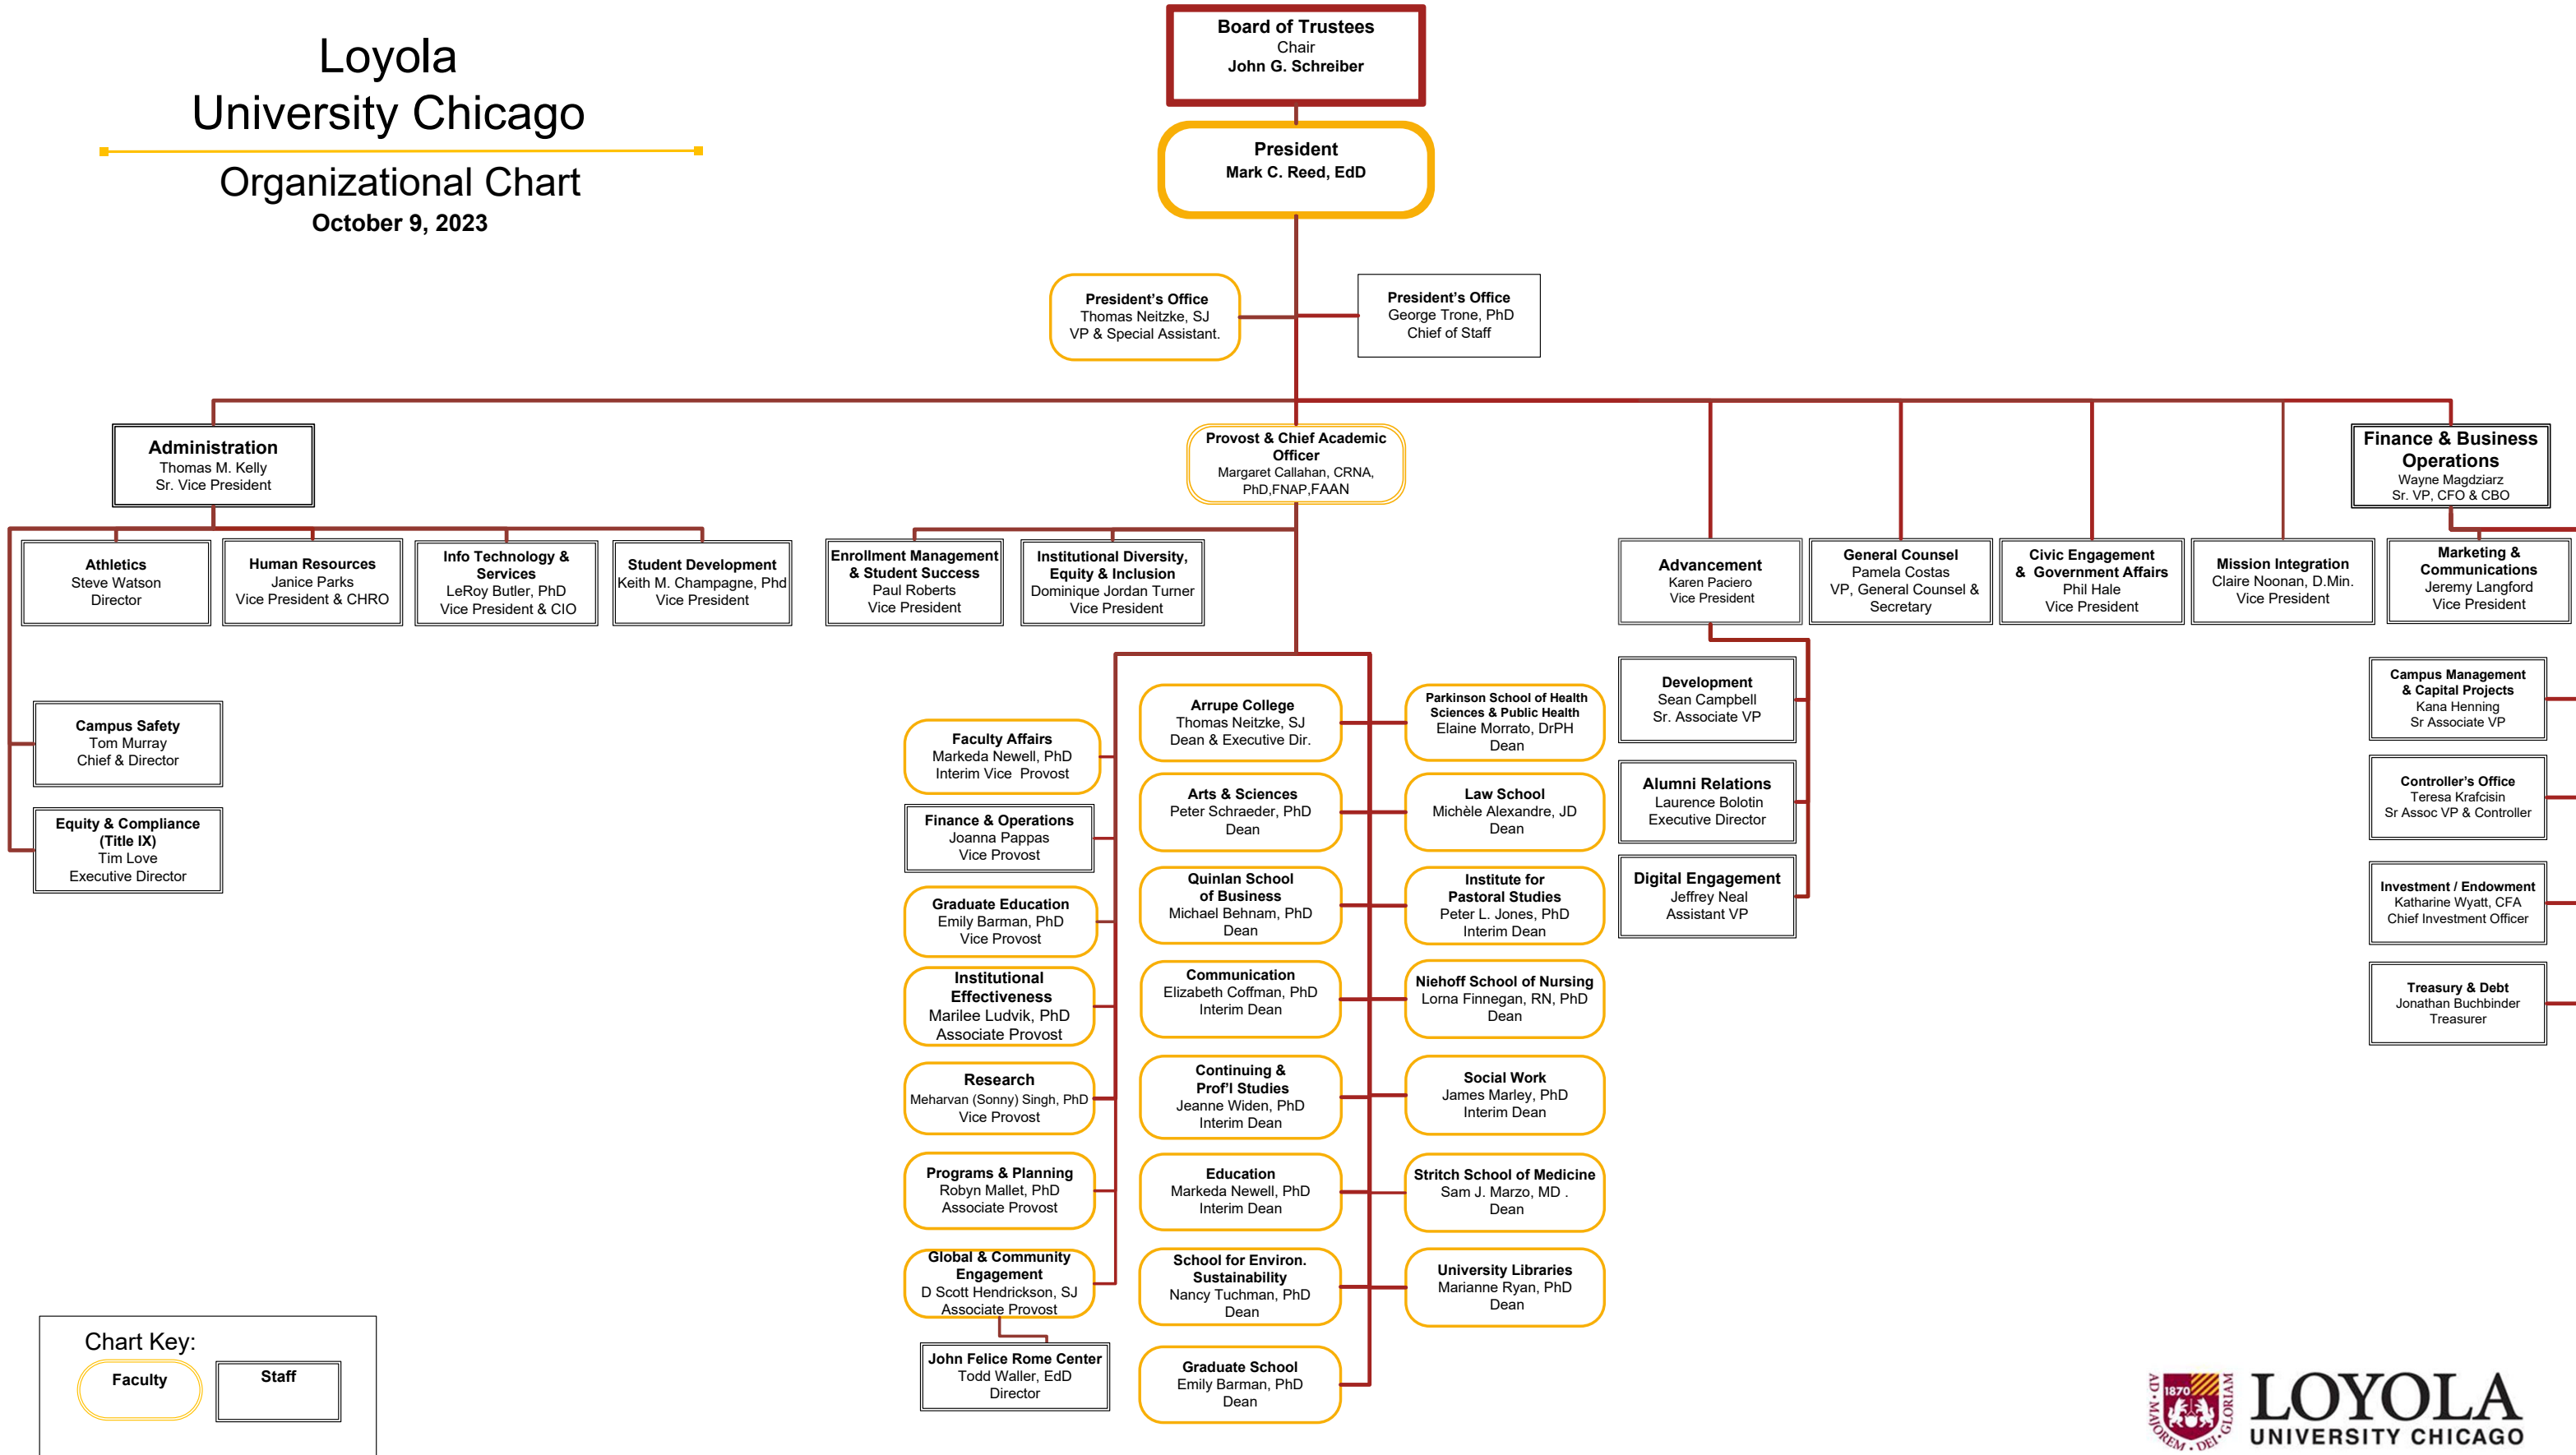 Loyola
University Chicago
Organizational Chart
October 9, 2023
Board of Trustees
Chair
John G. Schreiber
President
Mark C. Reed, EdD
President's Office
Thomas Neitzke, SJ
VP & Special Assistant.
President's Office
George Trone, PhD
Chief of Staff
Administration
Thomas M. Kelly
Sr. Vice President
Provost & Chief Academic
Officer
Margaret Callahan, CRNA,
PhD,FNAP,FAAN
Finance & Business
Operations
Wayne Magdziarz
Sr. VP, CFO & CBO
Athletics
Steve Watson
Director
Human Resources
Janice Parks
Vice President & CHRO
Info Technology &
Services
LeRoy Butler, PhD
Vice President & CIO
Student Development
Keith M. Champagne, Phd
Vice President
Enrollment Management
& Student Success
Paul Roberts
Vice President
Institutional Diversity,
Equity & Inclusion
Dominique Jordan Turner
Vice President
Advancement
Karen Paciero
Vice President
General Counsel
Pamela Costas
VP, General Counsel &
Secretary
Civic Engagement
& Government Affairs
Phil Hale
Vice President
Mission Integration
Claire Noonan, D.Min.
Vice President
Marketing &
Communications
Jeremy Langford
Vice President
Campus Safety
Tom Murray
Chief & Director
Equity & Compliance
(Title IX)
Tim Love
Executive Director
Faculty Affairs
Markeda Newell, PhD
Interim Vice Provost
Finance & Operations
Joanna Pappas
Vice Provost
Graduate Education
Emily Barman, PhD
Vice Provost
Institutional
Effectiveness
Marilee Ludvik, PhD
Associate Provost
Research
Meharvan (Sonny) Singh, PhD
Vice Provost
Programs & Planning
Robyn Mallet, PhD
Associate Provost
Global & Community
Engagement
D Scott Hendrickson, SJ
Associate Provost
John Felice Rome Center
Todd Waller, EdD
Director
Arrupe College
Thomas Neitzke, SJ
Dean & Executive Dir.
Arts & Sciences
Peter Schraeder, PhD
Dean
Quinlan School
of Business
Michael Behnam, PhD
Dean
Communication
Elizabeth Coffman, PhD
Interim Dean
Continuing &
Prof'l Studies
Jeanne Widen, PhD
Interim Dean
Education
Markeda Newell, PhD
Interim Dean
School for Environ.
Sustainability
Nancy Tuchman, PhD
Dean
Graduate School
Emily Barman, PhD
Dean
Parkinson School of Health
Sciences & Public Health
Elaine Morrato, DrPH
Dean
Law School
Michèle Alexandre, JD
Dean
Institute for
Pastoral Studies
Peter L. Jones, PhD
Interim Dean
Niehoff School of Nursing
Lorna Finnegan, RN, PhD
Dean
Social Work
James Marley, PhD
Interim Dean
Stritch School of Medicine
Sam J. Marzo, MD .
Dean
University Libraries
Marianne Ryan, PhD
Dean
Development
Sean Campbell
Sr. Associate VP
Alumni Relations
Laurence Bolotin
Executive Director
Digital Engagement
Jeffrey Neal
Assistant VP
Campus Management
& Capital Projects
Kana Henning
Sr Associate VP
Controller's Office
Teresa Krafcisin
Sr Assoc VP & Controller
Investment / Endowment
Katharine Wyatt, CFA
Chief Investment Officer
Treasury & Debt
Jonathan Buchbinder
Treasurer
Chart Key:
Faculty
Staff
AD • MAJOREM • DEI • GLORIAM
1870
LOYOLA
UNIVERSITY CHICAGO